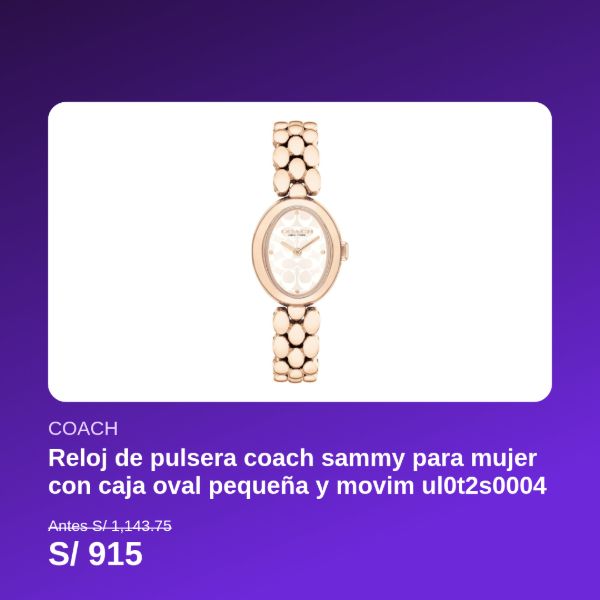 COACH
COACH
Reloj de pulsera coach sammy para mujer
con caja oval pequeña y movim ul0t2s0004
Antes S/ 1,143.75
S/ 915